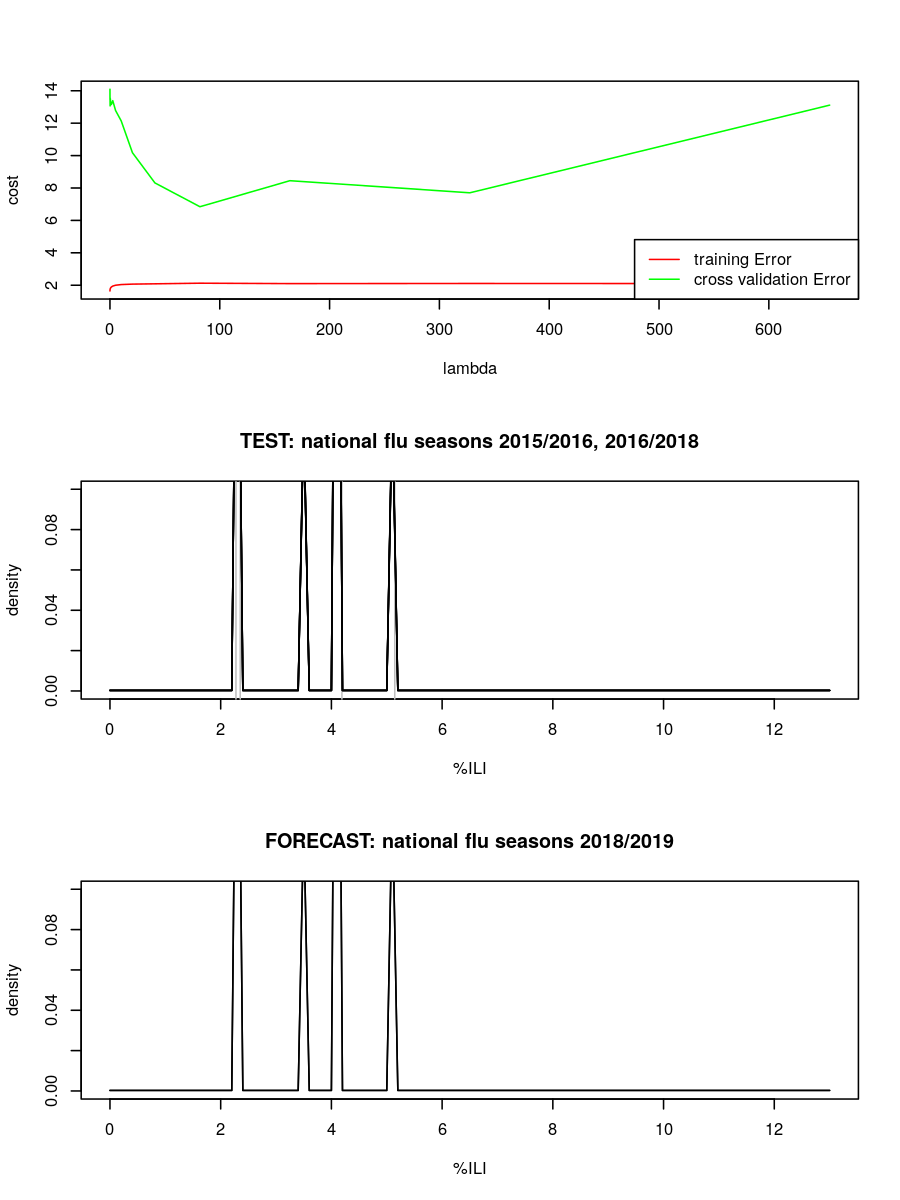 14
12
10
8
6
4
2
cost
training Error
cross validation Error
0 100 200 300 400 500 600
lambda
TEST: national flu seasons 2015/2016, 2016/2018
0.08
0.04
0.00
density
0 2 4 6 8 10 12
%ILI
FORECAST: national flu seasons 2018/2019
0.08
0.04
0.00
density
0 2 4 6 8 10 12
%ILI